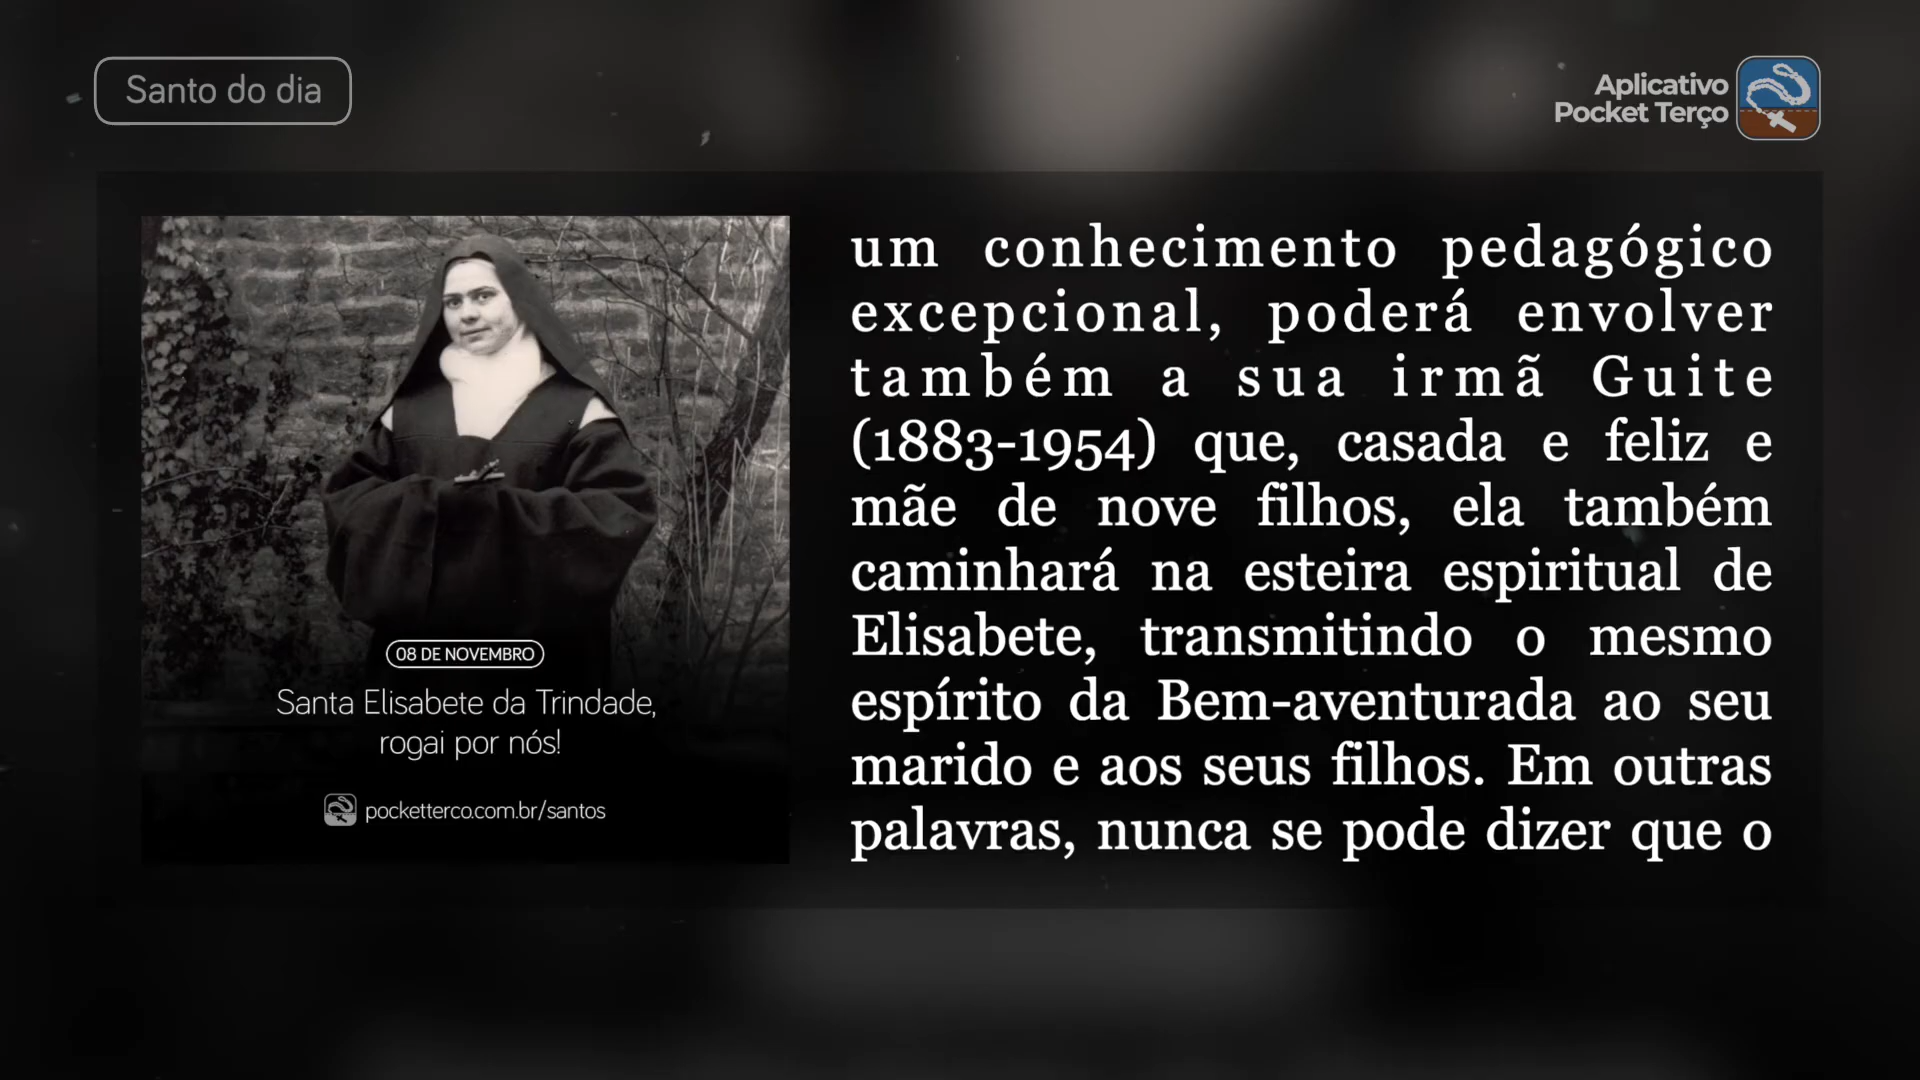 Santo do dia
Aplicativo
Pocket Terço
08 DE NOVEMBRO
Santa Elisabete da Trindade,
rogai por nós!
pocketterco.com.br/santos
um conhecimento pedagógico
excepcional, poderá envolver
também a sua irmã Guite
(1883-1954) que, casada e feliz e
mãe de nove filhos, ela também
caminhará na esteira espiritual de
Elisabete, transmitindo o mesmo
espírito da Bem-aventurada ao seu
marido e aos seus filhos. Em outras
palavras, nunca se pode dizer que o